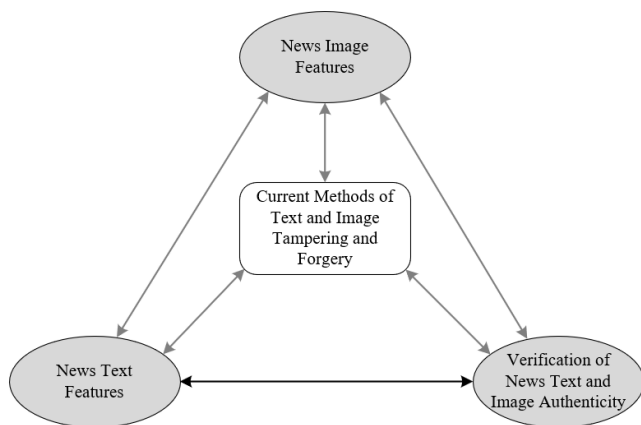 News Image
Features
Current Methods of
Text and Image
Tampering and
Forgery
News Text
Features
Verification of
News Text and
Image Authenticity